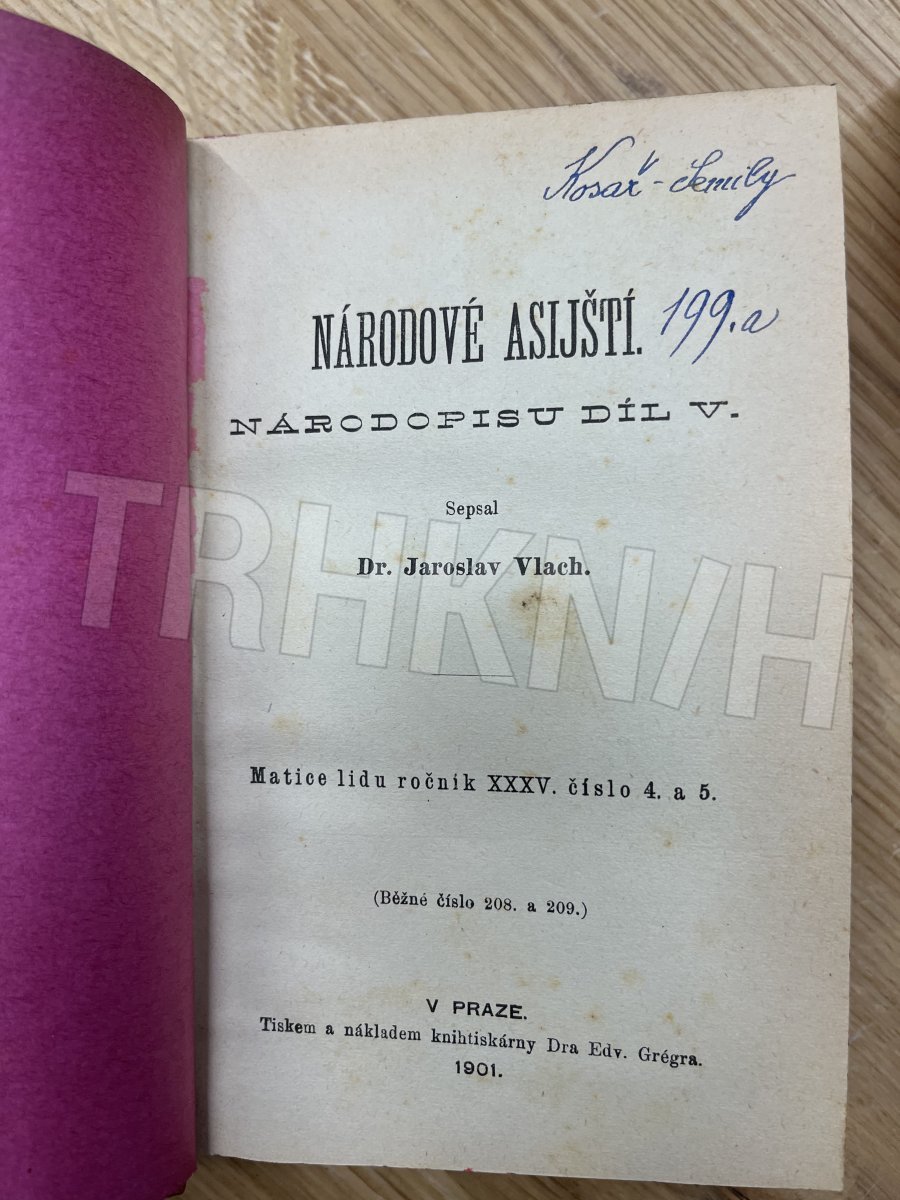 Kosař - Semily
NÁRODOVÉ ASIJŠTÍ. 199.a
NÁRODOPISU DÍL V.
Sepsal
Dr. Jaroslav Vlach.
TRHKNIH
Matice lidu ročník XXXV. číslo 4. a 5.
(Běžné číslo 208. a 209.)
V PRAZE.
Tiskem a nákladem knihtiskárny Dra Edv. Grégra.
1901.